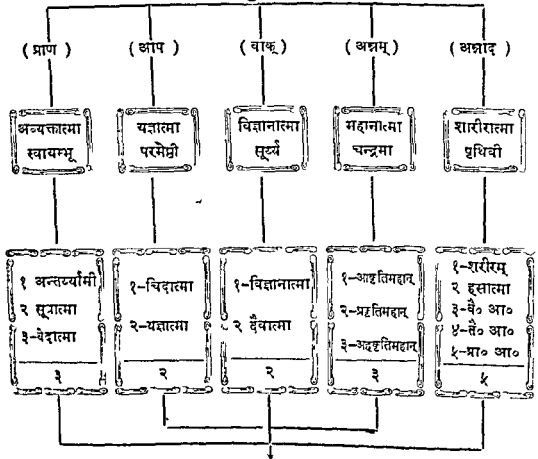 (प्राण) (आप) (वाक्) (अन्नम्) (अन्नाद)
अव्यक्तात्मा
स्वायम्भू
यज्ञात्मा
परमेष्ठी
विज्ञानात्मा
सूर्य्य
महानात्मा
चन्द्रमा
शारीरात्मा
पृथिवी
१ अन्तर्य्यामी
२ सूत्रात्मा
३-वेदात्मा
३
१-चिदात्मा
२-यज्ञात्मा
२
१-विज्ञानात्मा
२ दैवात्मा
२
१-आकृतिमहान्
२-प्रकृतिमहान्
३-अहकृतिमहान्
३
१-शरीरम्
२ हसात्मा
३-वै० आ०
४-तै० आ०
५-प्रा० आ०
५